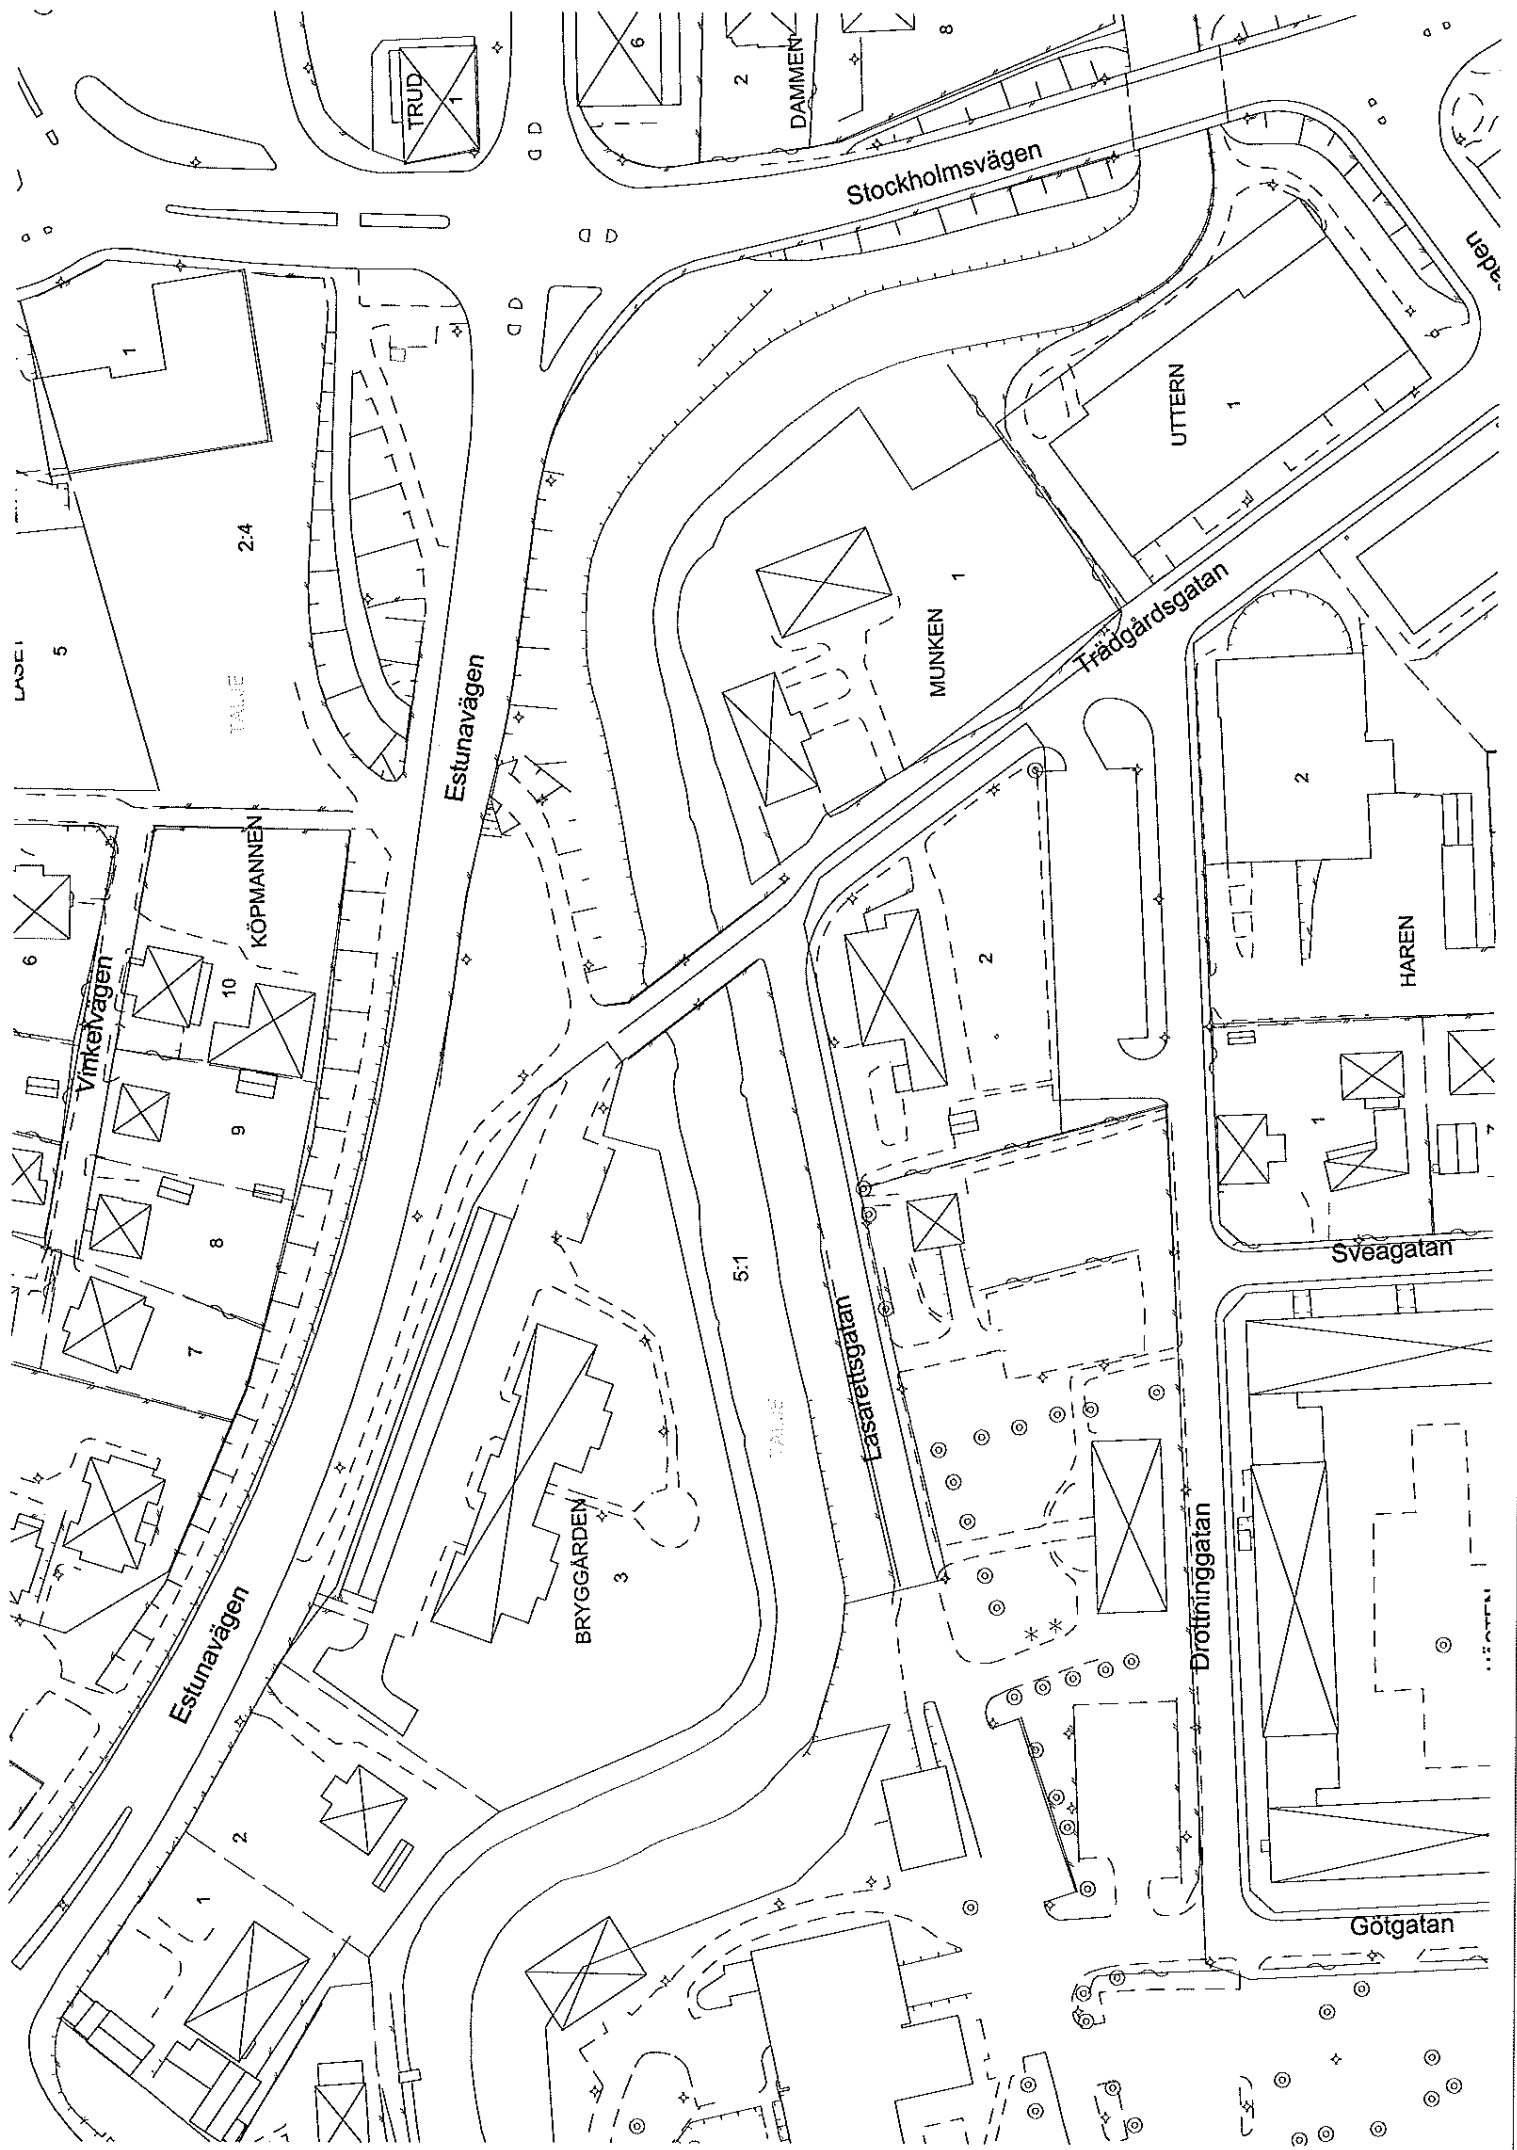 TRUD
1
6
2
DAMMEN
8
Stockholmsvägen
1
2:4
5
TÄLJE
Estunavägen
UTTERN
1
1
MUNKEN
Trädgårdsgatan
KÖPMANNEN
6
Vinkelvägen
10
9
8
7
2
2
HAREN
1
Sveagatan
5:1
Lasarettsgatan
TÄLJE
BRYGGÅRDEN
3
Drottninggatan
Estunavägen
2
1
Götgatan